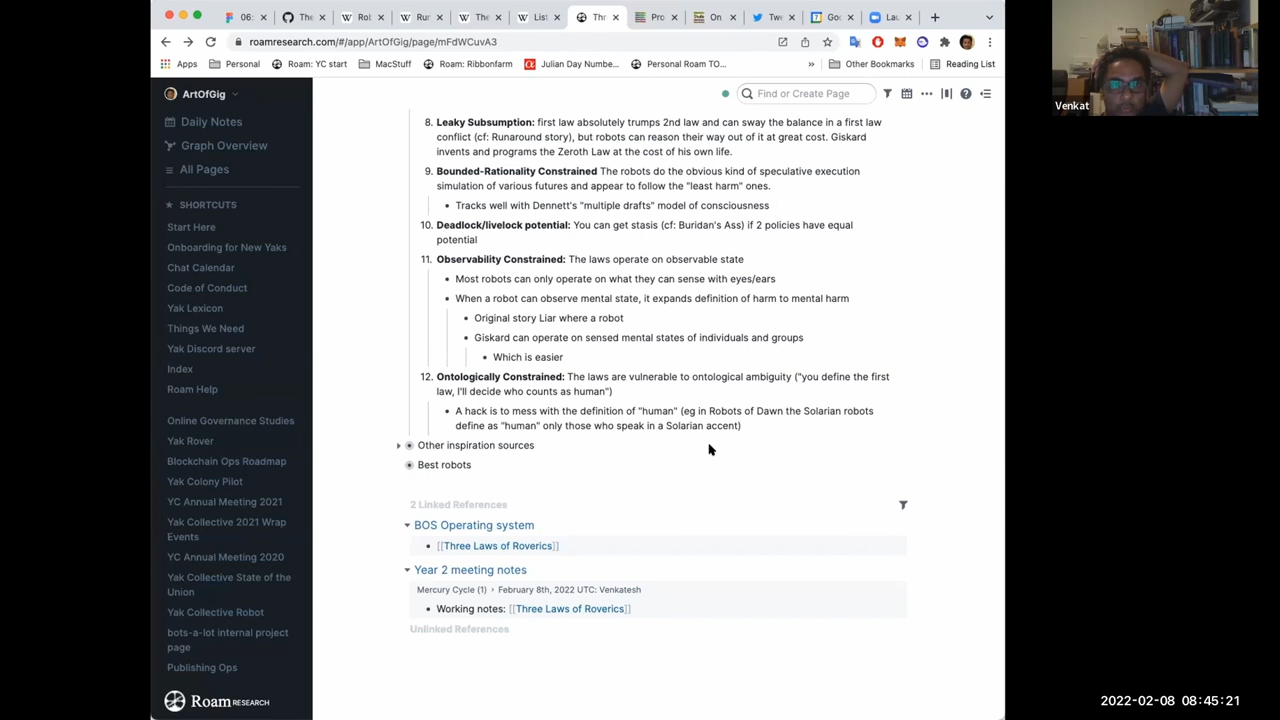 06:
The
Rob
Rur
The
List
Thr
Pro
On
Twe
Goo
Lau
roamresearch.com/#/app/ArtOfGig/page/mFdWCuvA3
Apps
Personal
Roam: YC start
MacStuff
Roam: Ribbonfarm
Julian Day Numbe...
Personal Roam TO...
»
Other Bookmarks
Reading List
ArtOfGig
Find or Create Page
Daily Notes
Graph Overview
All Pages
SHORTCUTS
Start Here
Onboarding for New Yaks
Chat Calendar
Code of Conduct
Yak Lexicon
Things We Need
Yak Discord server
Index
Roam Help
Online Governance Studies
Yak Rover
Blockchain Ops Roadmap
Yak Colony Pilot
YC Annual Meeting 2021
Yak Collective 2021 Wrap
Events
YC Annual Meeting 2020
Yak Collective State of the
Union
Yak Collective Robot
bots-a-lot internal project
page
Publishing Ops
Roam RESEARCH
8. Leaky Subsumption: first law absolutely trumps 2nd law and can sway the balance in a first law
conflict (cf: Runaround story), but robots can reason their way out of it at great cost. Giskard
invents and programs the Zeroth Law at the cost of his own life.
9. Bounded-Rationality Constrained The robots do the obvious kind of speculative execution
simulation of various futures and appear to follow the "least harm" ones.
Tracks well with Dennett's "multiple drafts" model of consciousness
10. Deadlock/livelock potential: You can get stasis (cf: Buridan's Ass) if 2 policies have equal
potential
11. Observability Constrained: The laws operate on observable state
Most robots can only operate on what they can sense with eyes/ears
When a robot can observe mental state, it expands definition of harm to mental harm
Original story Liar where a robot
Giskard can operate on sensed mental states of individuals and groups
Which is easier
12. Ontologically Constrained: The laws are vulnerable to ontological ambiguity ("you define the first
law, I'll decide who counts as human")
A hack is to mess with the definition of "human" (eg in Robots of Dawn the Solarian robots
define as "human" only those who speak in a Solarian accent)
Other inspiration sources
Best robots
2 Linked References
BOS Operating system
[[Three Laws of Roverics]]
Year 2 meeting notes
Mercury Cycle (1) › February 8th, 2022 UTC: Venkatesh
Working notes: [[Three Laws of Roverics]]
Unlinked References
Venkat
2022-02-08 08:45:21